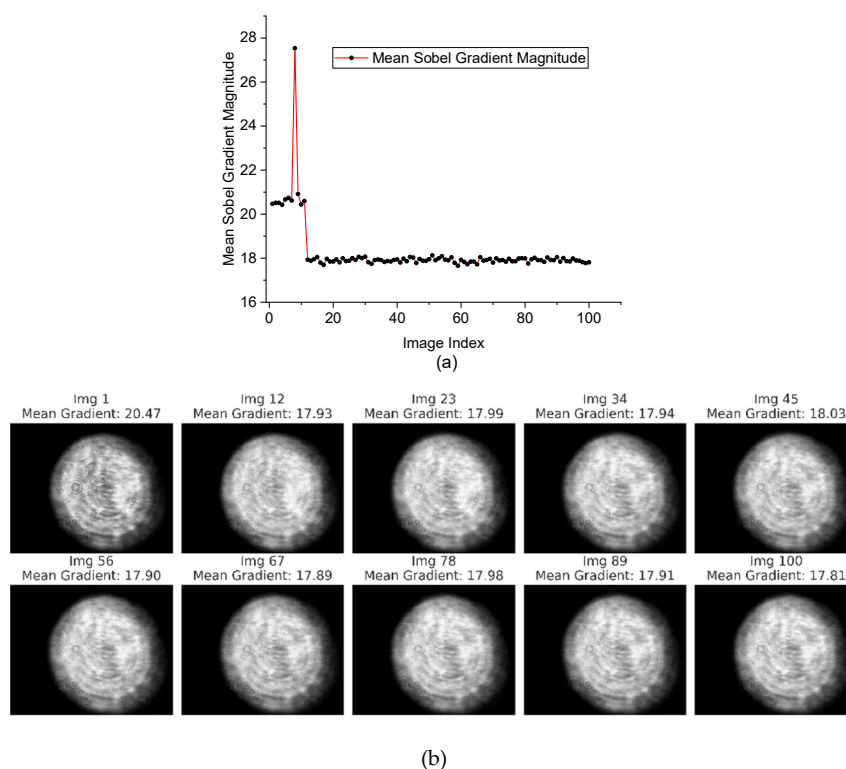 28
26
24
22
20
18
16
Mean Sobel Gradient Magnitude
Mean Sobel Gradient Magnitude
0 20 40 60 80 100
Image Index
(a)
Img 1 Img 12 Img 23 Img 34 Img 45
Mean Gradient: 20.47 Mean Gradient: 17.93 Mean Gradient: 17.99 Mean Gradient: 17.94 Mean Gradient: 18.03
Img 56 Img 67 Img 78 Img 89 Img 100
Mean Gradient: 17.90 Mean Gradient: 17.89 Mean Gradient: 17.98 Mean Gradient: 17.91 Mean Gradient: 17.81
(b)